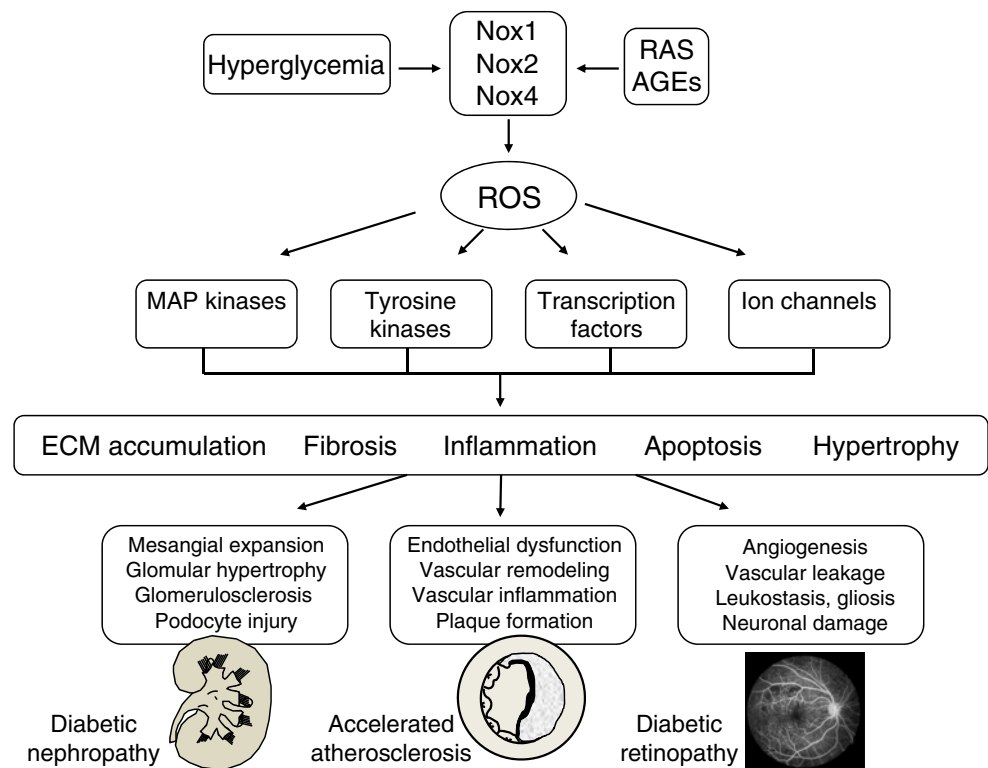 Hyperglycemia
Nox1
Nox2
Nox4
RAS
AGEs
ROS
MAP kinases
Tyrosine
kinases
Transcription
factors
Ion channels
ECM accumulation Fibrosis Inflammation Apoptosis Hypertrophy
Mesangial expansion
Glomular hypertrophy
Glomerulosclerosis
Podocyte injury
Endothelial dysfunction
Vascular remodeling
Vascular inflammation
Plaque formation
Angiogenesis
Vascular leakage
Leukostasis, gliosis
Neuronal damage
Diabetic
nephropathy
Accelerated
atherosclerosis
Diabetic
retinopathy